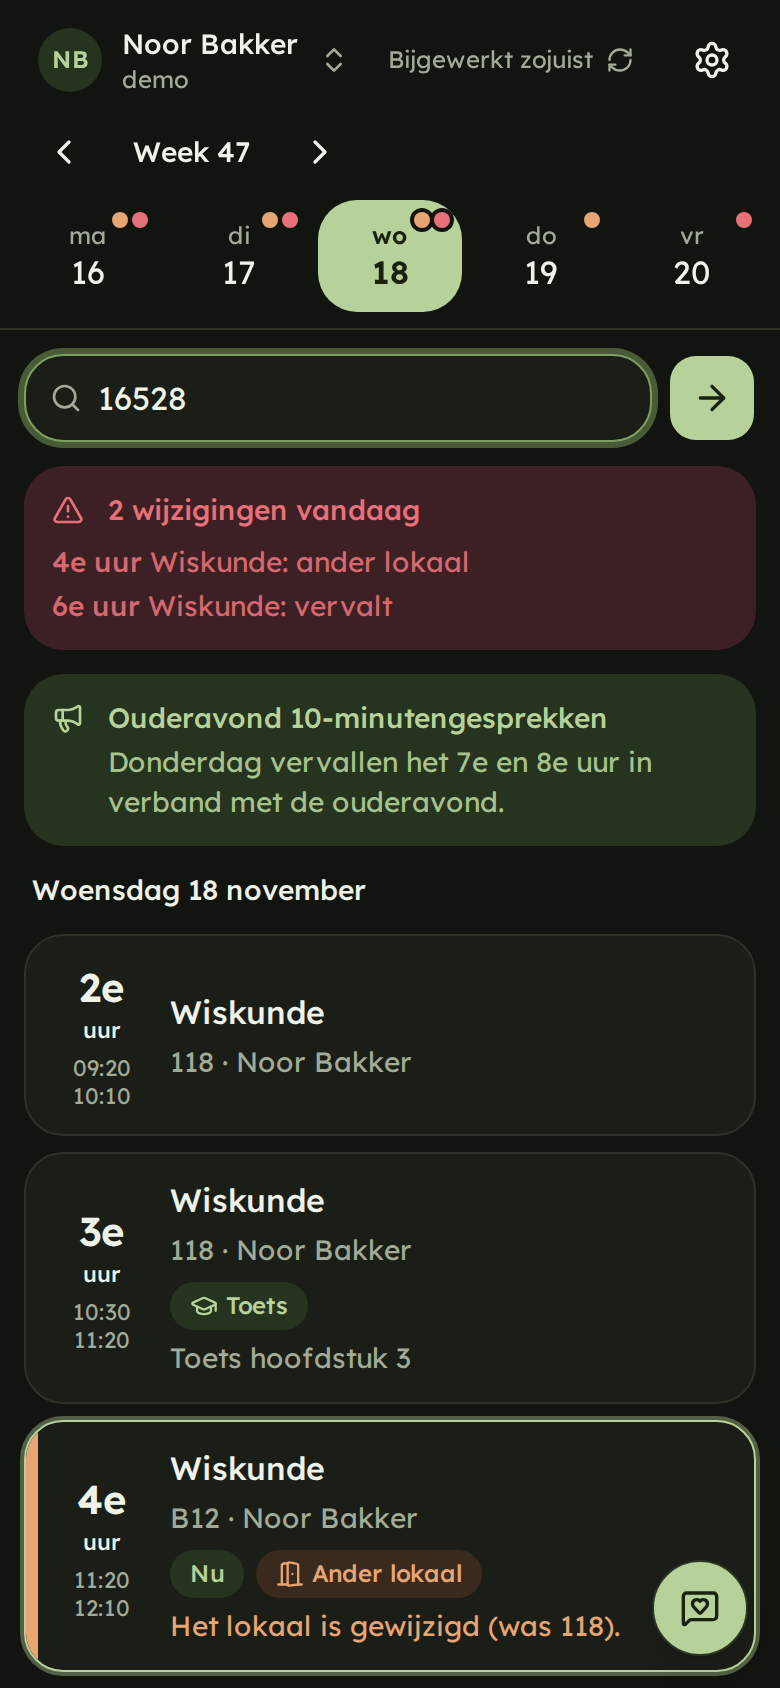 NB
Noor Bakker
demo
Bijgewerkt zojuist
Week 47
ma
16
di
17
wo
18
do
19
vr
20
16528
2 wijzigingen vandaag
4e uur Wiskunde: ander lokaal
6e uur Wiskunde: vervalt
Ouderavond 10-minutengesprekken
Donderdag vervallen het 7e en 8e uur in
verband met de ouderavond.
Woensdag 18 november
2e
uur
09:20
10:10
Wiskunde
118 · Noor Bakker
3e
uur
10:30
11:20
Wiskunde
118 · Noor Bakker
Toets
Toets hoofdstuk 3
4e
uur
11:20
12:10
Wiskunde
B12 · Noor Bakker
Nu
Ander lokaal
Het lokaal is gewijzigd (was 118).